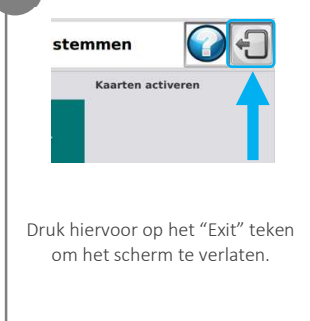 stemmen
Kaarten activeren
Druk hiervoor op het “Exit” teken
om het scherm te verlaten.